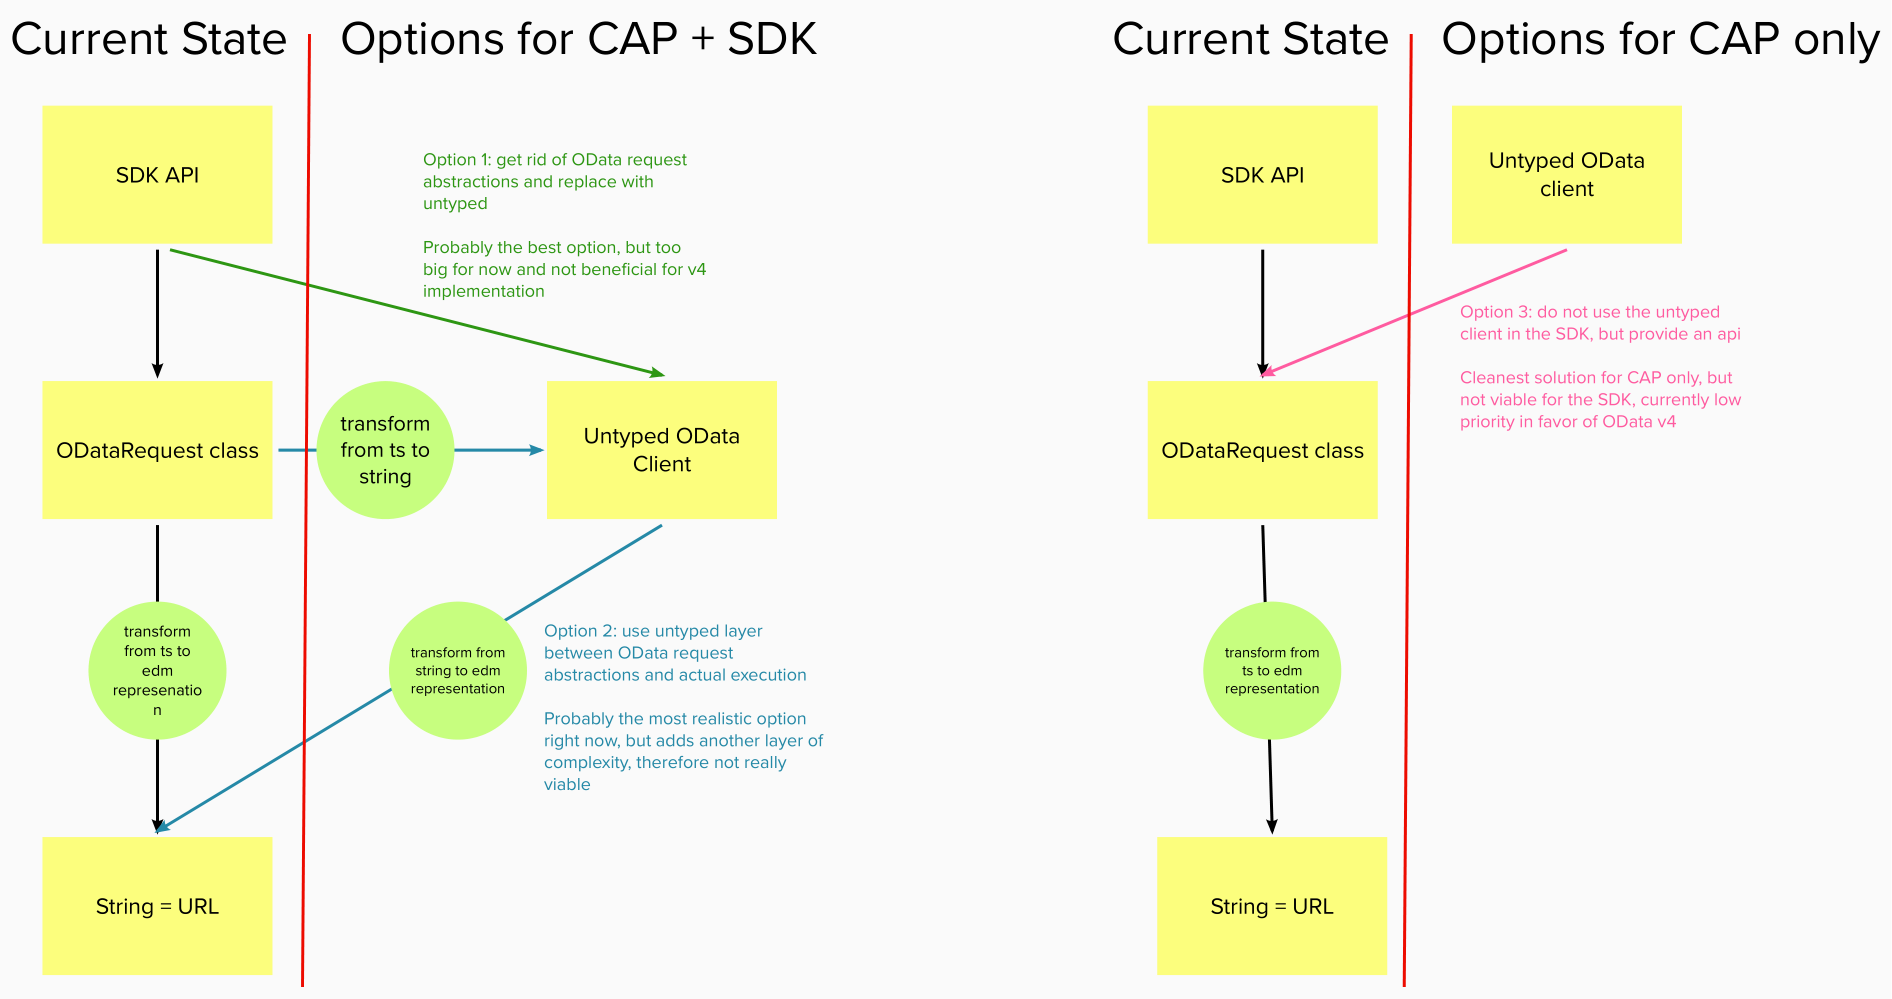 Current State
Options for CAP + SDK
SDK API
Option 1: get rid of OData request
abstractions and replace with
untyped
Probably the best option, but too
big for now and not beneficial for v4
implementation
ODataRequest class
transform
from ts to
string
Untyped OData
Client
transform
from ts to
edm
represenatio
n
transform from
string to edm
representation
Option 2: use untyped layer
between OData request
abstractions and actual execution
Probably the most realistic option
right now, but adds another layer of
complexity, therefore not really
viable
String = URL
Current State
Options for CAP only
SDK API
Untyped OData
client
Option 3: do not use the untyped
client in the SDK, but provide an api
Cleanest solution for CAP only, but
not viable for the SDK, currently low
priority in favor of OData v4
ODataRequest class
transform from
ts to edm
representation
String = URL